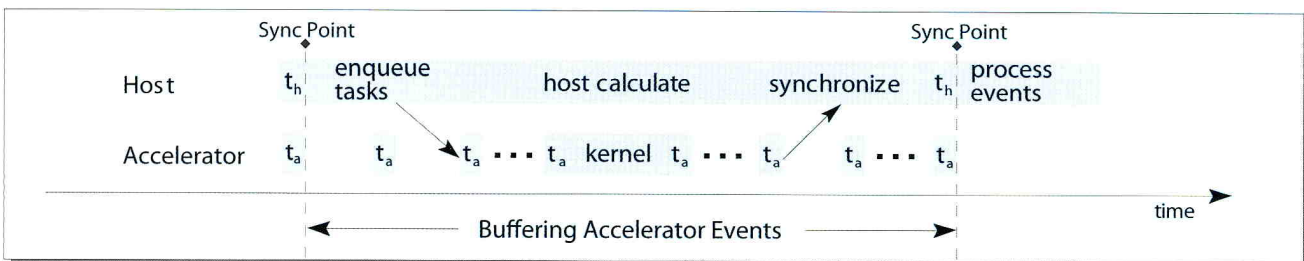 Sync Point
Sync Point
Host
t_h
enqueue
tasks
host calculate
synchronize
t_h
process
events
Accelerator
t_a
t_a
t_a ▪▪▪ t_a kernel t_a ▪▪▪ t_a
t_a ▪▪▪ t_a
time
Buffering Accelerator Events